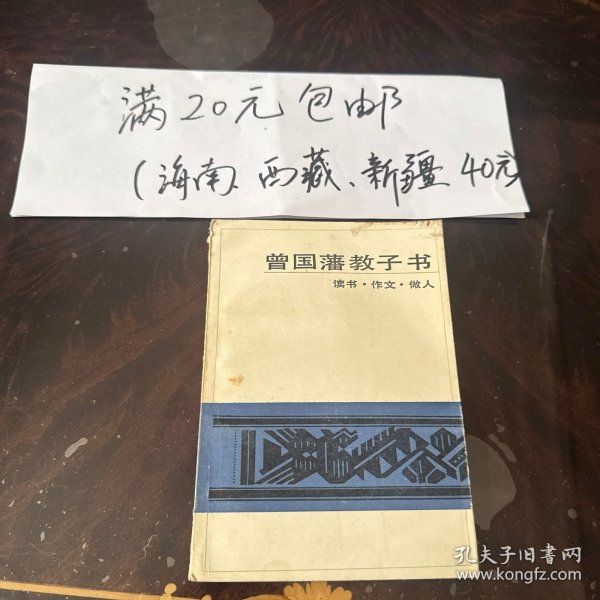 满20元包邮
(海南、西藏、新疆40元)
曾国藩教子书
读书·作文·做人
孔夫子旧书网
www.kongfz.com